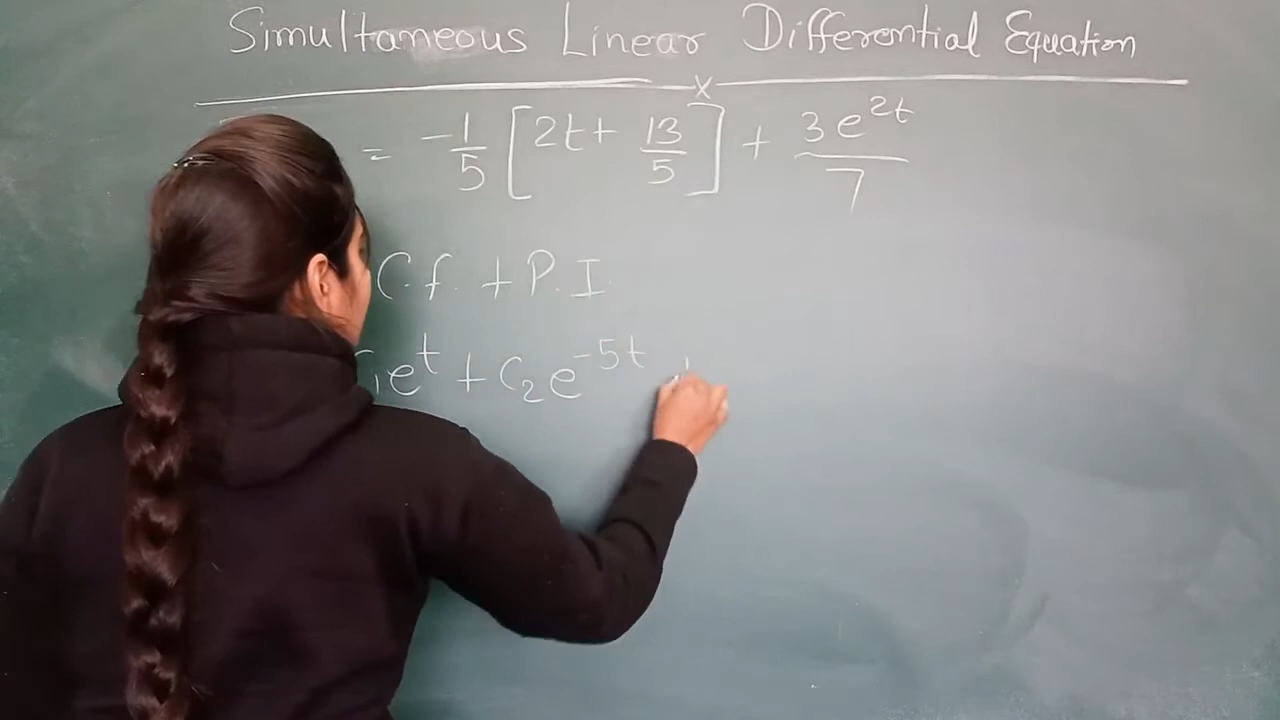 Simultaneous Linear Differential Equation
x
= -1/5 [2t + 13/5] + 3e^{2t}/7
C.f. + P.I.
e^t + C₂e^{-5t} +